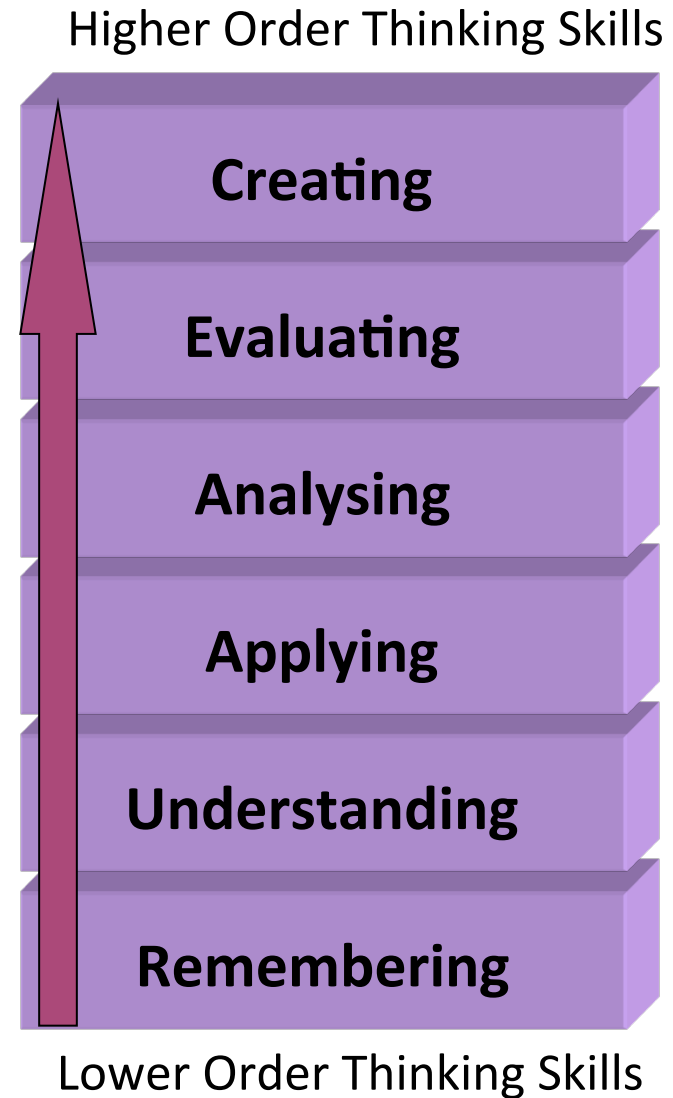 Higher Order Thinking Skills
Creating
Evaluating
Analysing
Applying
Understanding
Remembering
Lower Order Thinking Skills